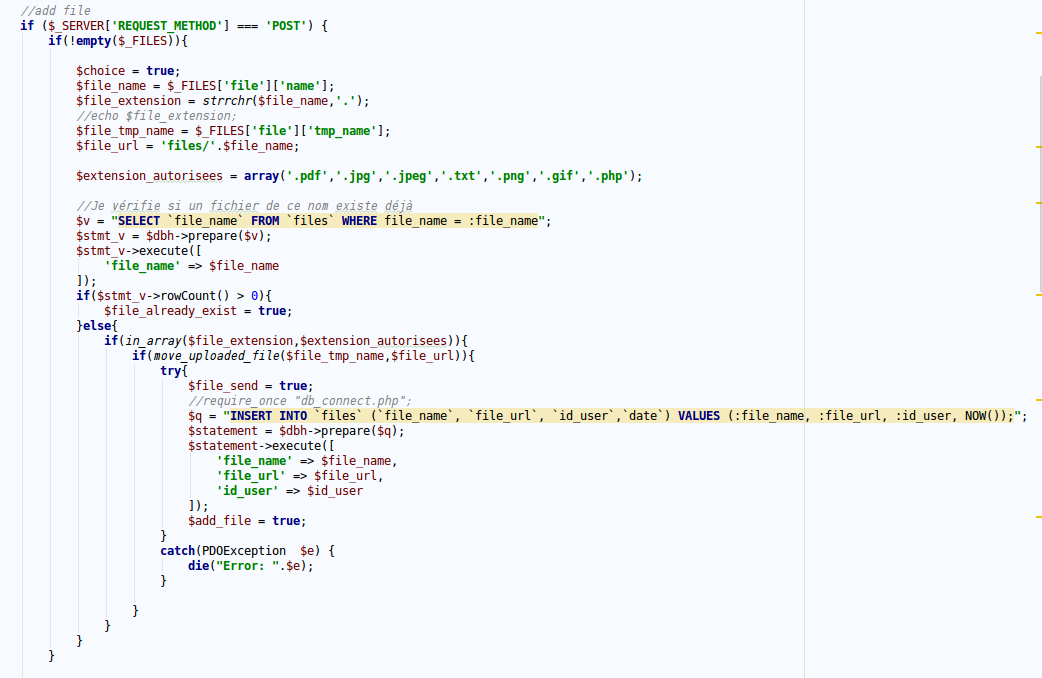 //add file
if ($_SERVER['REQUEST_METHOD'] === 'POST') {
if(!empty($_FILES)){
$choice = true;
$file_name = $_FILES['file']['name'];
$file_extension = strrchr($file_name,'.');
//echo $file_extension;
$file_tmp_name = $_FILES['file']['tmp_name'];
$file_url = 'files/'.$file_name;
$extension_autorisees = array('.pdf','.jpg','.jpeg','.txt','.png','.gif','.php');
//Je vérifie si un fichier de ce nom existe déjà
$v = "SELECT `file_name` FROM `files` WHERE file_name = :file_name";
$stmt_v = $dbh->prepare($v);
$stmt_v->execute([
'file_name' => $file_name
]);
if($stmt_v->rowCount() > 0){
$file_already_exist = true;
}else{
if(in_array($file_extension,$extension_autorisees)){
if(move_uploaded_file($file_tmp_name,$file_url)){
try{
$file_send = true;
//require_once "db_connect.php";
$q = "INSERT INTO `files` (`file_name`, `file_url`, `id_user`,`date`) VALUES (:file_name, :file_url, :id_user, NOW());";
$statement = $dbh->prepare($q);
$statement->execute([
'file_name' => $file_name,
'file_url' => $file_url,
'id_user' => $id_user
]);
$add_file = true;
}
catch(PDOException  $e) {
die("Error: ".$e);
}
}
}
}
}